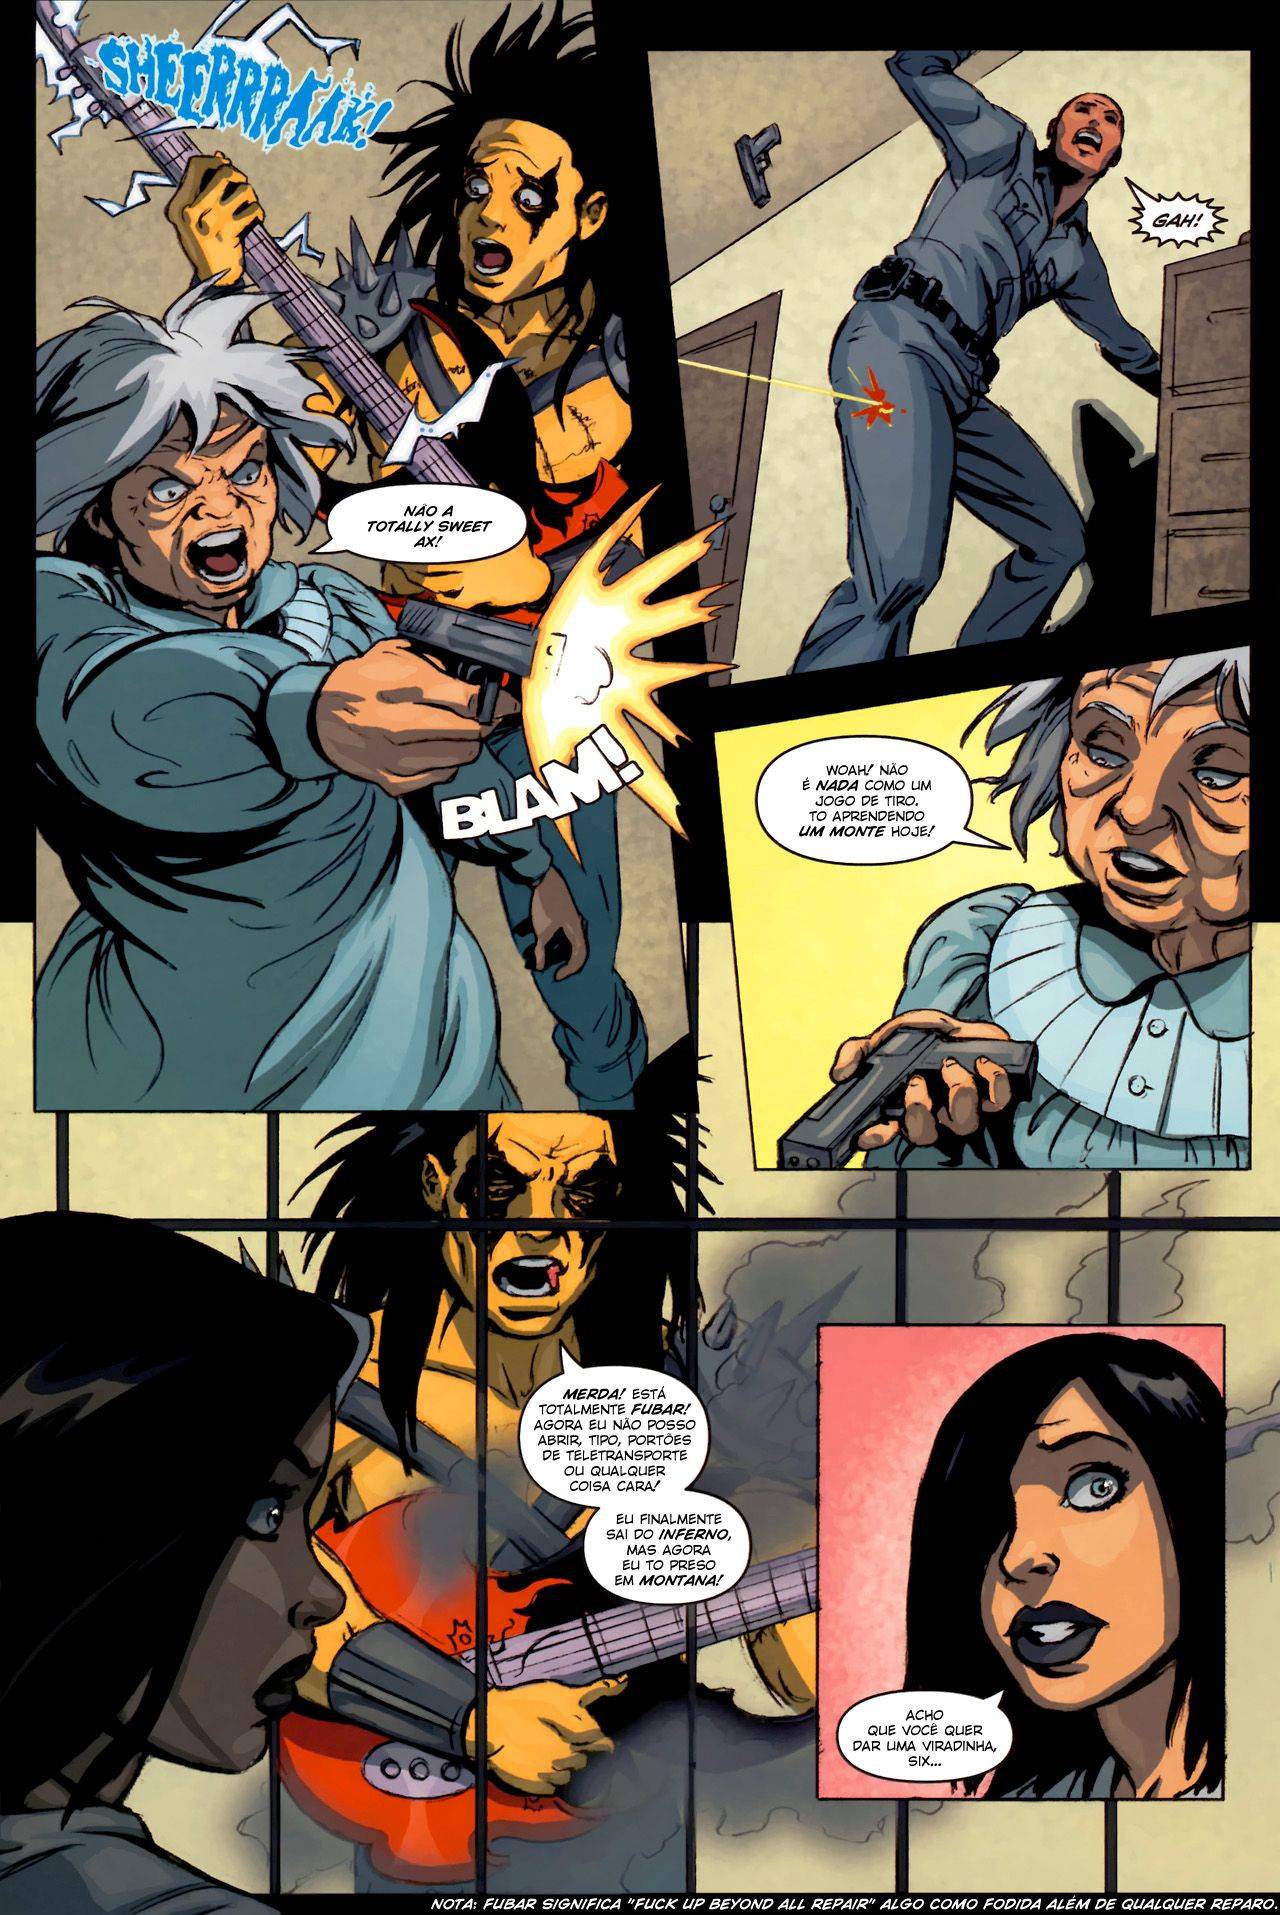 SHEERRRAAAK!
NÃO A
TOTALLY SWEET
AX!
BLAM!
GAH!
WOAH! NÃO
É NADA COMO UM
JOGO DE TIRO.
TO APRENDENDO
UM MONTE HOJE!
MERDA! ESTÁ
TOTALMENTE FUBAR!
AGORA EU NÃO POSSO
ABRIR, TIPO, PORTÕES
DE TELETRANSPORTE
OU QUALQUER
COISA CARA!
EU FINALMENTE
SAI DO INFERNO,
MAS AGORA
EU TO PRESO
EM MONTANA!
ACHO
QUE VOCÊ QUER
DAR UMA VIRADINHA,
SIX...
NOTA: FUBAR SIGNIFICA "FUCK UP BEYOND ALL REPAIR" ALGO COMO FODIDA ALÉM DE QUALQUER REPARO.